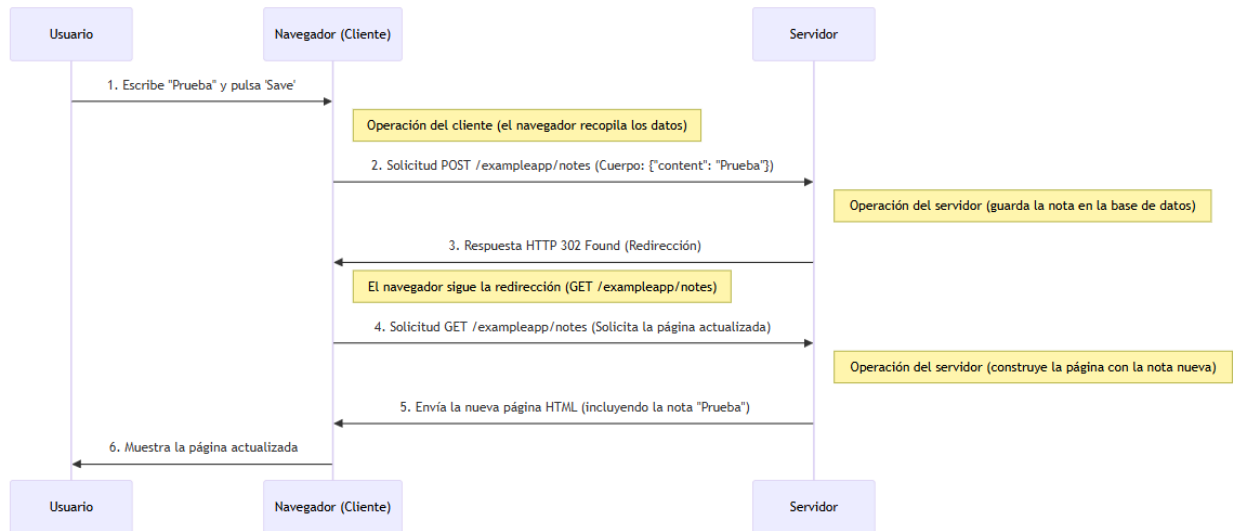 Usuario
Navegador (Cliente)
Servidor
1. Escribe "Prueba" y pulsa 'Save'
Operación del cliente (el navegador recopila los datos)
2. Solicitud POST /exampleapp/notes (Cuerpo: {"content": "Prueba"})
Operación del servidor (guarda la nota en la base de datos)
3. Respuesta HTTP 302 Found (Redirección)
El navegador sigue la redirección (GET /exampleapp/notes)
4. Solicitud GET /exampleapp/notes (Solicita la página actualizada)
Operación del servidor (construye la página con la nota nueva)
5. Envía la nueva página HTML (incluyendo la nota "Prueba")
6. Muestra la página actualizada
Usuario
Navegador (Cliente)
Servidor